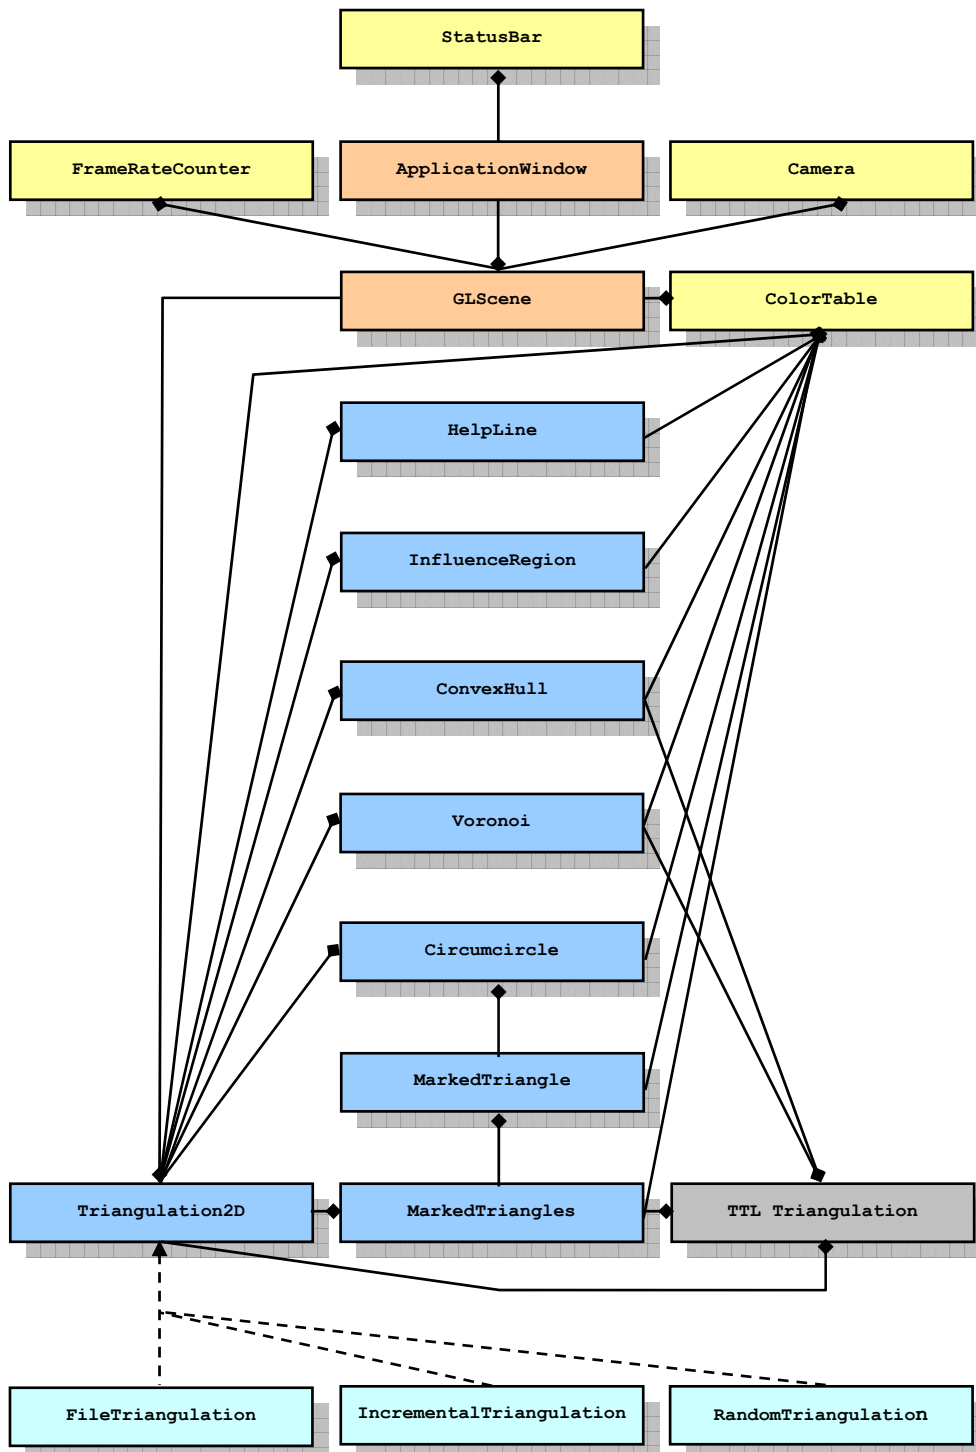 StatusBar
FrameRateCounter
ApplicationWindow
Camera
GLScene
ColorTable
HelpLine
InfluenceRegion
ConvexHull
Voronoi
Circumcircle
MarkedTriangle
Triangulation2D
MarkedTriangles
TTL Triangulation
FileTriangulation
IncrementalTriangulation
RandomTriangulation